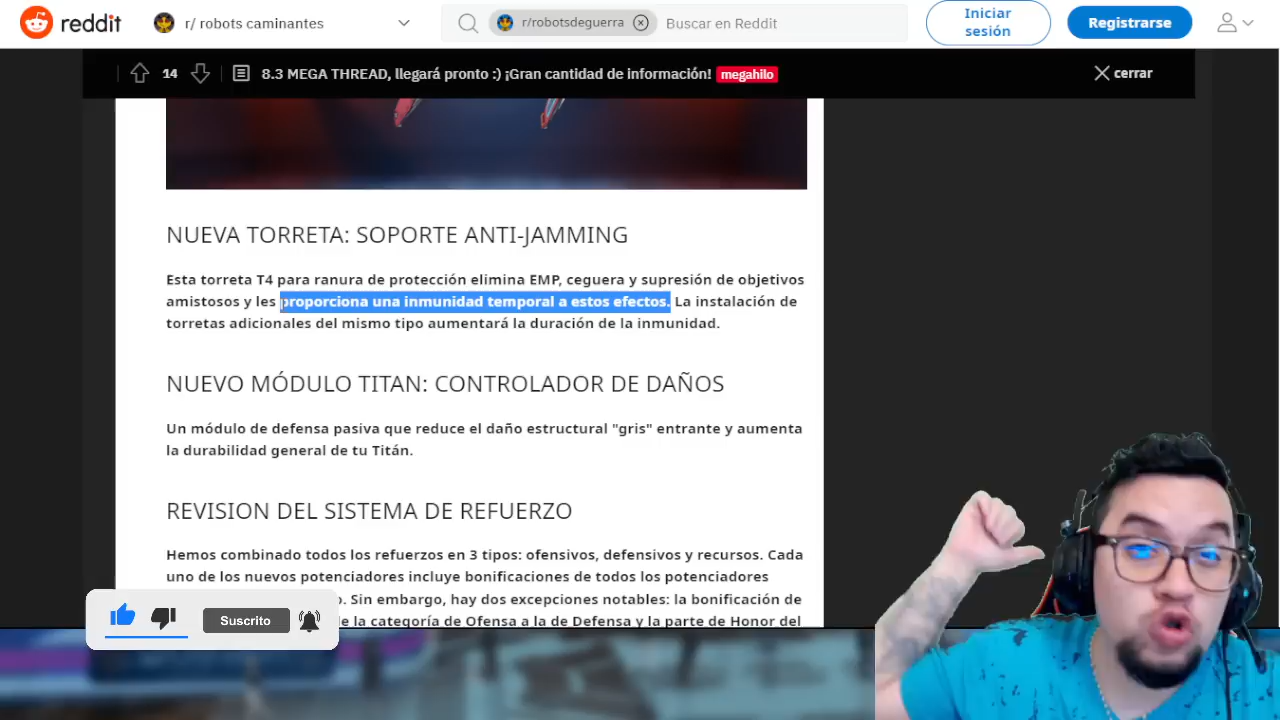 reddit
r/ robots caminantes
r/robotsdeguerra
Buscar en Reddit
Iniciar
sesión
Registrarse
14
8.3 MEGA THREAD, llegará pronto :) ¡Gran cantidad de información!
megahilo
cerrar
NUEVA TORRETA: SOPORTE ANTI-JAMMING
Esta torreta T4 para ranura de protección elimina EMP, ceguera y supresión de objetivos
amistosos y les proporciona una inmunidad temporal a estos efectos. La instalación de
torretas adicionales del mismo tipo aumentará la duración de la inmunidad.
NUEVO MÓDULO TITAN: CONTROLADOR DE DAÑOS
Un módulo de defensa pasiva que reduce el daño estructural "gris" entrante y aumenta
la durabilidad general de tu Titán.
REVISION DEL SISTEMA DE REFUERZO
Hemos combinado todos los refuerzos en 3 tipos: ofensivos, defensivos y recursos. Cada
uno de los nuevos potenciadores incluye bonificaciones de todos los potenciadores
. Sin embargo, hay dos excepciones notables: la bonificación de
e la categoría de Ofensa a la de Defensa y la parte de Honor del
Suscrito